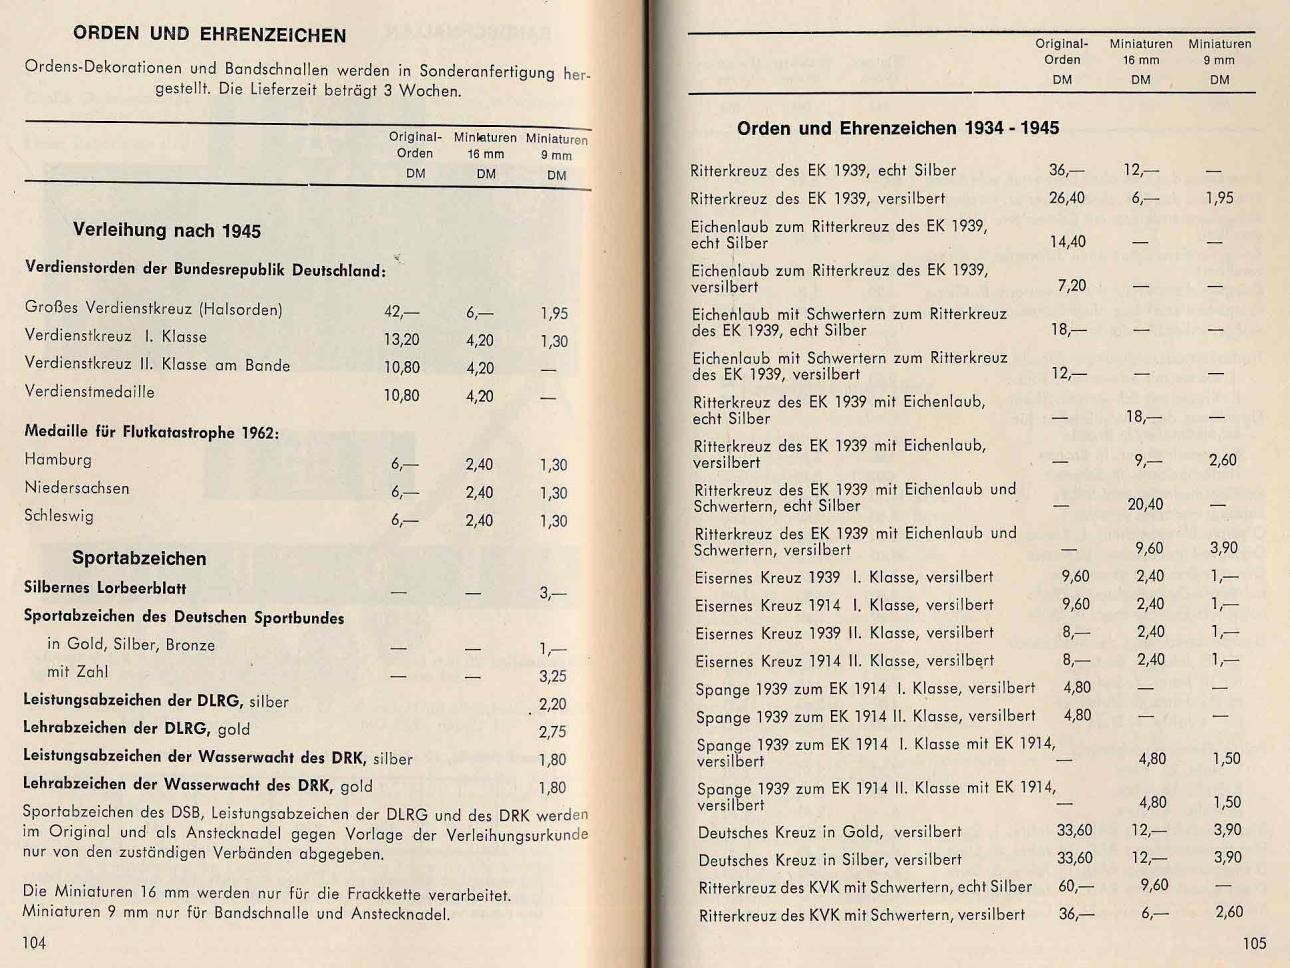 ORDEN UND EHRENZEICHEN
Ordens-Dekorationen und Bandschnallen werden in Sonderanfertigung her-
gestellt. Die Lieferzeit beträgt 3 Wochen.
Original- Miniaturen Miniaturen
Orden 16 mm 9 mm
DM DM DM
Verleihung nach 1945
Verdienstorden der Bundesrepublik Deutschland:
Großes Verdienstkreuz (Halsorden) 42,— 6,— 1,95
Verdienstkreuz I. Klasse 13,20 4,20 1,30
Verdienstkreuz II. Klasse am Bande 10,80 4,20 —
Verdienstmedaille 10,80 4,20 —
Medaille für Flutkatastrophe 1962:
Hamburg 6,— 2,40 1,30
Niedersachsen 6,— 2,40 1,30
Schleswig 6,— 2,40 1,30
Sportabzeichen
Silbernes Lorbeerblatt — — 3,—
Sportabzeichen des Deutschen Sportbundes
in Gold, Silber, Bronze — — 1,—
mit Zahl — — 3,25
Leistungsabzeichen der DLRG, silber 2,20
Lehrabzeichen der DLRG, gold 2,75
Leistungsabzeichen der Wasserwacht des DRK, silber 1,80
Lehrabzeichen der Wasserwacht des DRK, gold 1,80
Sportabzeichen des DSB, Leistungsabzeichen der DLRG und des DRK werden
im Original und als Anstecknadel gegen Vorlage der Verleihungsurkunde
nur von den zuständigen Verbänden abgegeben.
Die Miniaturen 16 mm werden nur für die Frackkette verarbeitet.
Miniaturen 9 mm nur für Bandschnalle und Anstecknadel.
104
Original- Miniaturen Miniaturen
Orden 16 mm 9 mm
DM DM DM
Orden und Ehrenzeichen 1934 - 1945
Ritterkreuz des EK 1939, echt Silber 36,— 12,— —
Ritterkreuz des EK 1939, versilbert 26,40 6,— 1,95
Eichenlaub zum Ritterkreuz des EK 1939,
echt Silber 14,40 — —
Eichenlaub zum Ritterkreuz des EK 1939,
versilbert 7,20 — —
Eichenlaub mit Schwertern zum Ritterkreuz
des EK 1939, echt Silber 18,— — —
Eichenlaub mit Schwertern zum Ritterkreuz
des EK 1939, versilbert 12,— — —
Ritterkreuz des EK 1939 mit Eichenlaub,
echt Silber — 18,— —
Ritterkreuz des EK 1939 mit Eichenlaub,
versilbert — 9,— 2,60
Ritterkreuz des EK 1939 mit Eichenlaub und
Schwertern, echt Silber — 20,40 —
Ritterkreuz des EK 1939 mit Eichenlaub und
Schwertern, versilbert — 9,60 3,90
Eisernes Kreuz 1939 I. Klasse, versilbert 9,60 2,40 1,—
Eisernes Kreuz 1914 I. Klasse, versilbert 9,60 2,40 1,—
Eisernes Kreuz 1939 II. Klasse, versilbert 8,— 2,40 1,—
Eisernes Kreuz 1914 II. Klasse, versilbert 8,— 2,40 1,—
Spange 1939 zum EK 1914 I. Klasse, versilbert 4,80 — —
Spange 1939 zum EK 1914 II. Klasse, versilbert 4,80 — —
Spange 1939 zum EK 1914 I. Klasse mit EK 1914,
versilbert — 4,80 1,50
Spange 1939 zum EK 1914 II. Klasse mit EK 1914,
versilbert — 4,80 1,50
Deutsches Kreuz in Gold, versilbert 33,60 12,— 3,90
Deutsches Kreuz in Silber, versilbert 33,60 12,— 3,90
Ritterkreuz des KVK mit Schwertern, echt Silber 60,— 9,60 —
Ritterkreuz des KVK mit Schwertern, versilbert 36,— 6,— 2,60
105